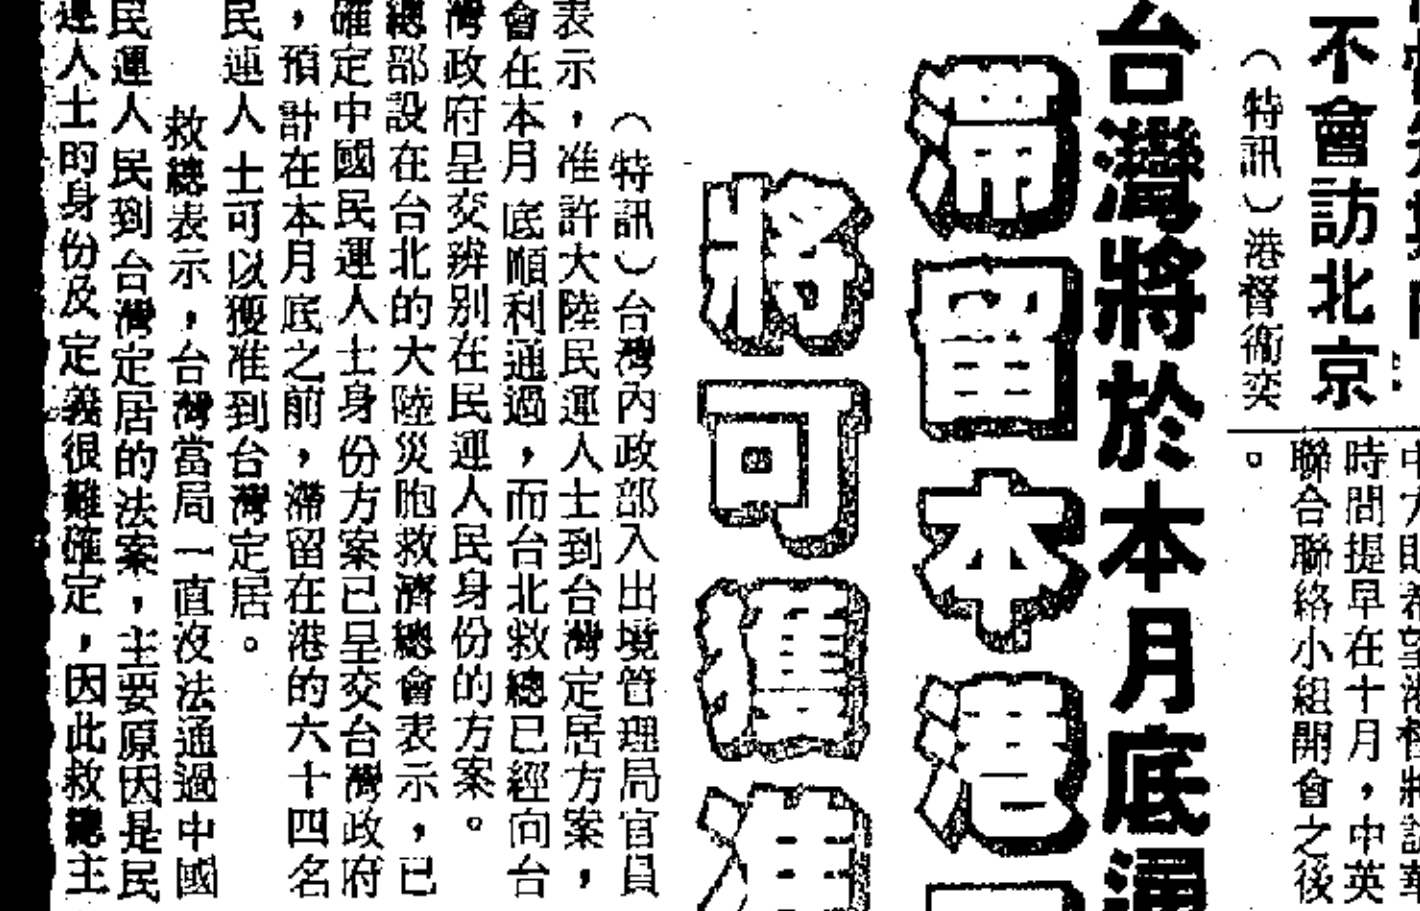 不會訪北京
（特訊）港督衞奕
時間提早在十月，中英
聯合聯絡小組開會之後
。
台灣將於本月底通
滯留本港民
將可獲准
（特訊）台灣內政部入出境管理局官員
表示，准許大陸民運人士到台灣定居方案，
會在本月底順利通過，而台北救總已經向台
灣政府呈交辨別在民運人民身份的方案。
總部設在台北的大陸災胞救濟總會表示，已
確定中國民運人士身份方案已呈交台灣政府
，預計在本月底之前，滯留在港的六十四名
民運人士可以獲准到台灣定居。
救總表示，台灣當局一直沒法通過中國
民運人民到台灣定居的法案，主要原因是民
運人士的身份及定義很難確定，因此救總主